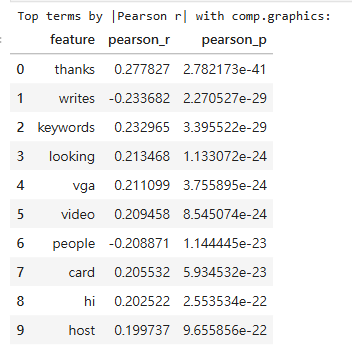 Top terms by |Pearson r| with comp.graphics:
feature pearson_r pearson_p
0 thanks 0.277827 2.782173e-41
1 writes -0.233682 2.270527e-29
2 keywords 0.232965 3.395522e-29
3 looking 0.213468 1.133072e-24
4 vga 0.211099 3.755895e-24
5 video 0.209458 8.545074e-24
6 people -0.208871 1.144445e-23
7 card 0.205532 5.934532e-23
8 hi 0.202522 2.553534e-22
9 host 0.199737 9.655856e-22